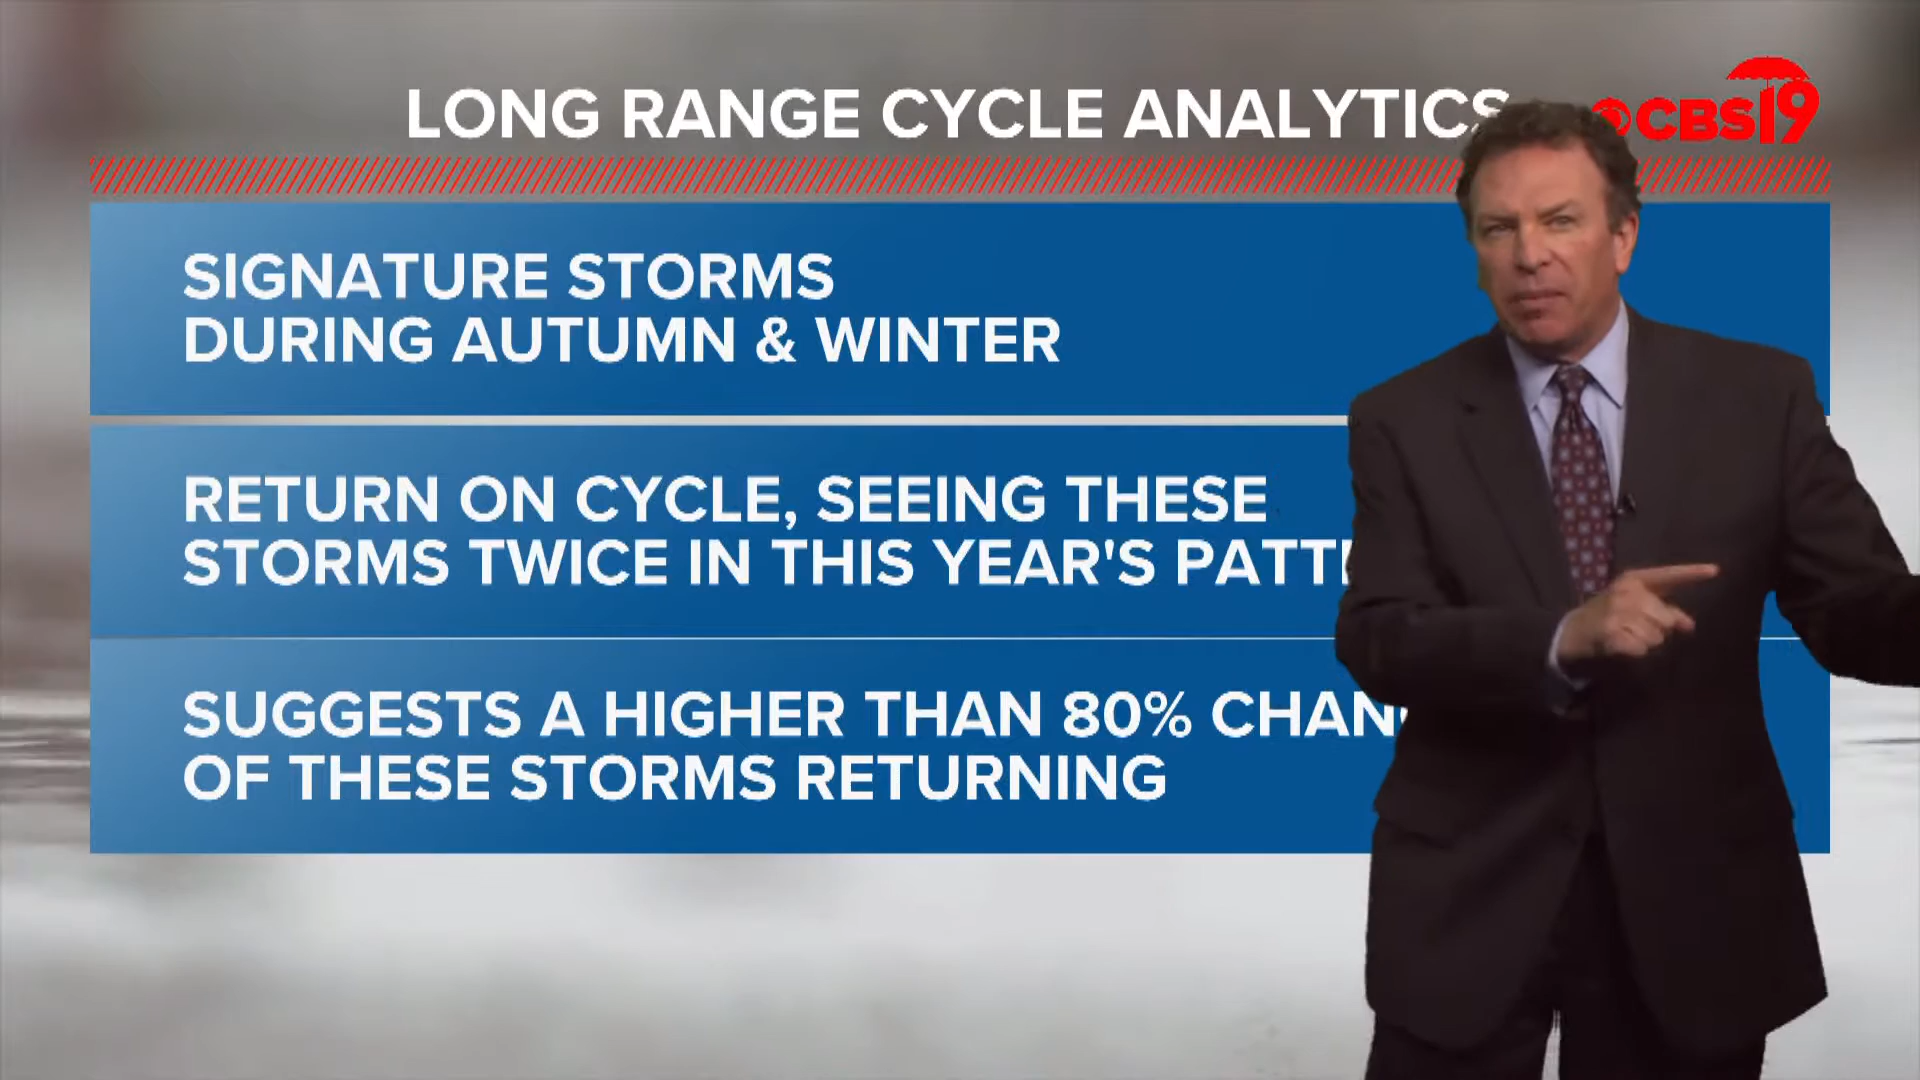 LONG RANGE CYCLE ANALYTICS
CBS19
SIGNATURE STORMS
DURING AUTUMN & WINTER
RETURN ON CYCLE, SEEING THESE
STORMS TWICE IN THIS YEAR'S
SUGGESTS A HIGHER THAN 80%
OF THESE STORMS RETURNING